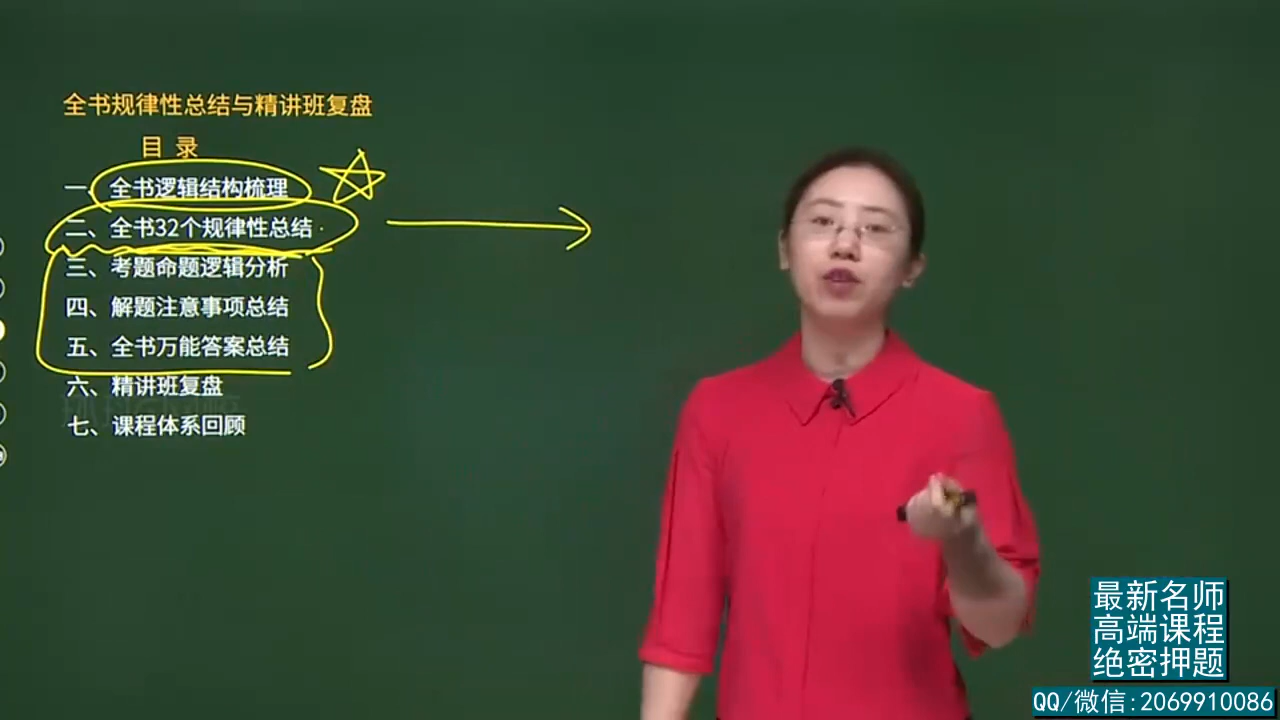 全书规律性总结与精讲班复盘
目 录
一、全书逻辑结构梳理
二、全书32个规律性总结
三、考题命题逻辑分析
四、解题注意事项总结
五、全书万能答案总结
六、精讲班复盘
七、课程体系回顾
最新名师
高端课程
绝密押题
QQ/微信:2069910086